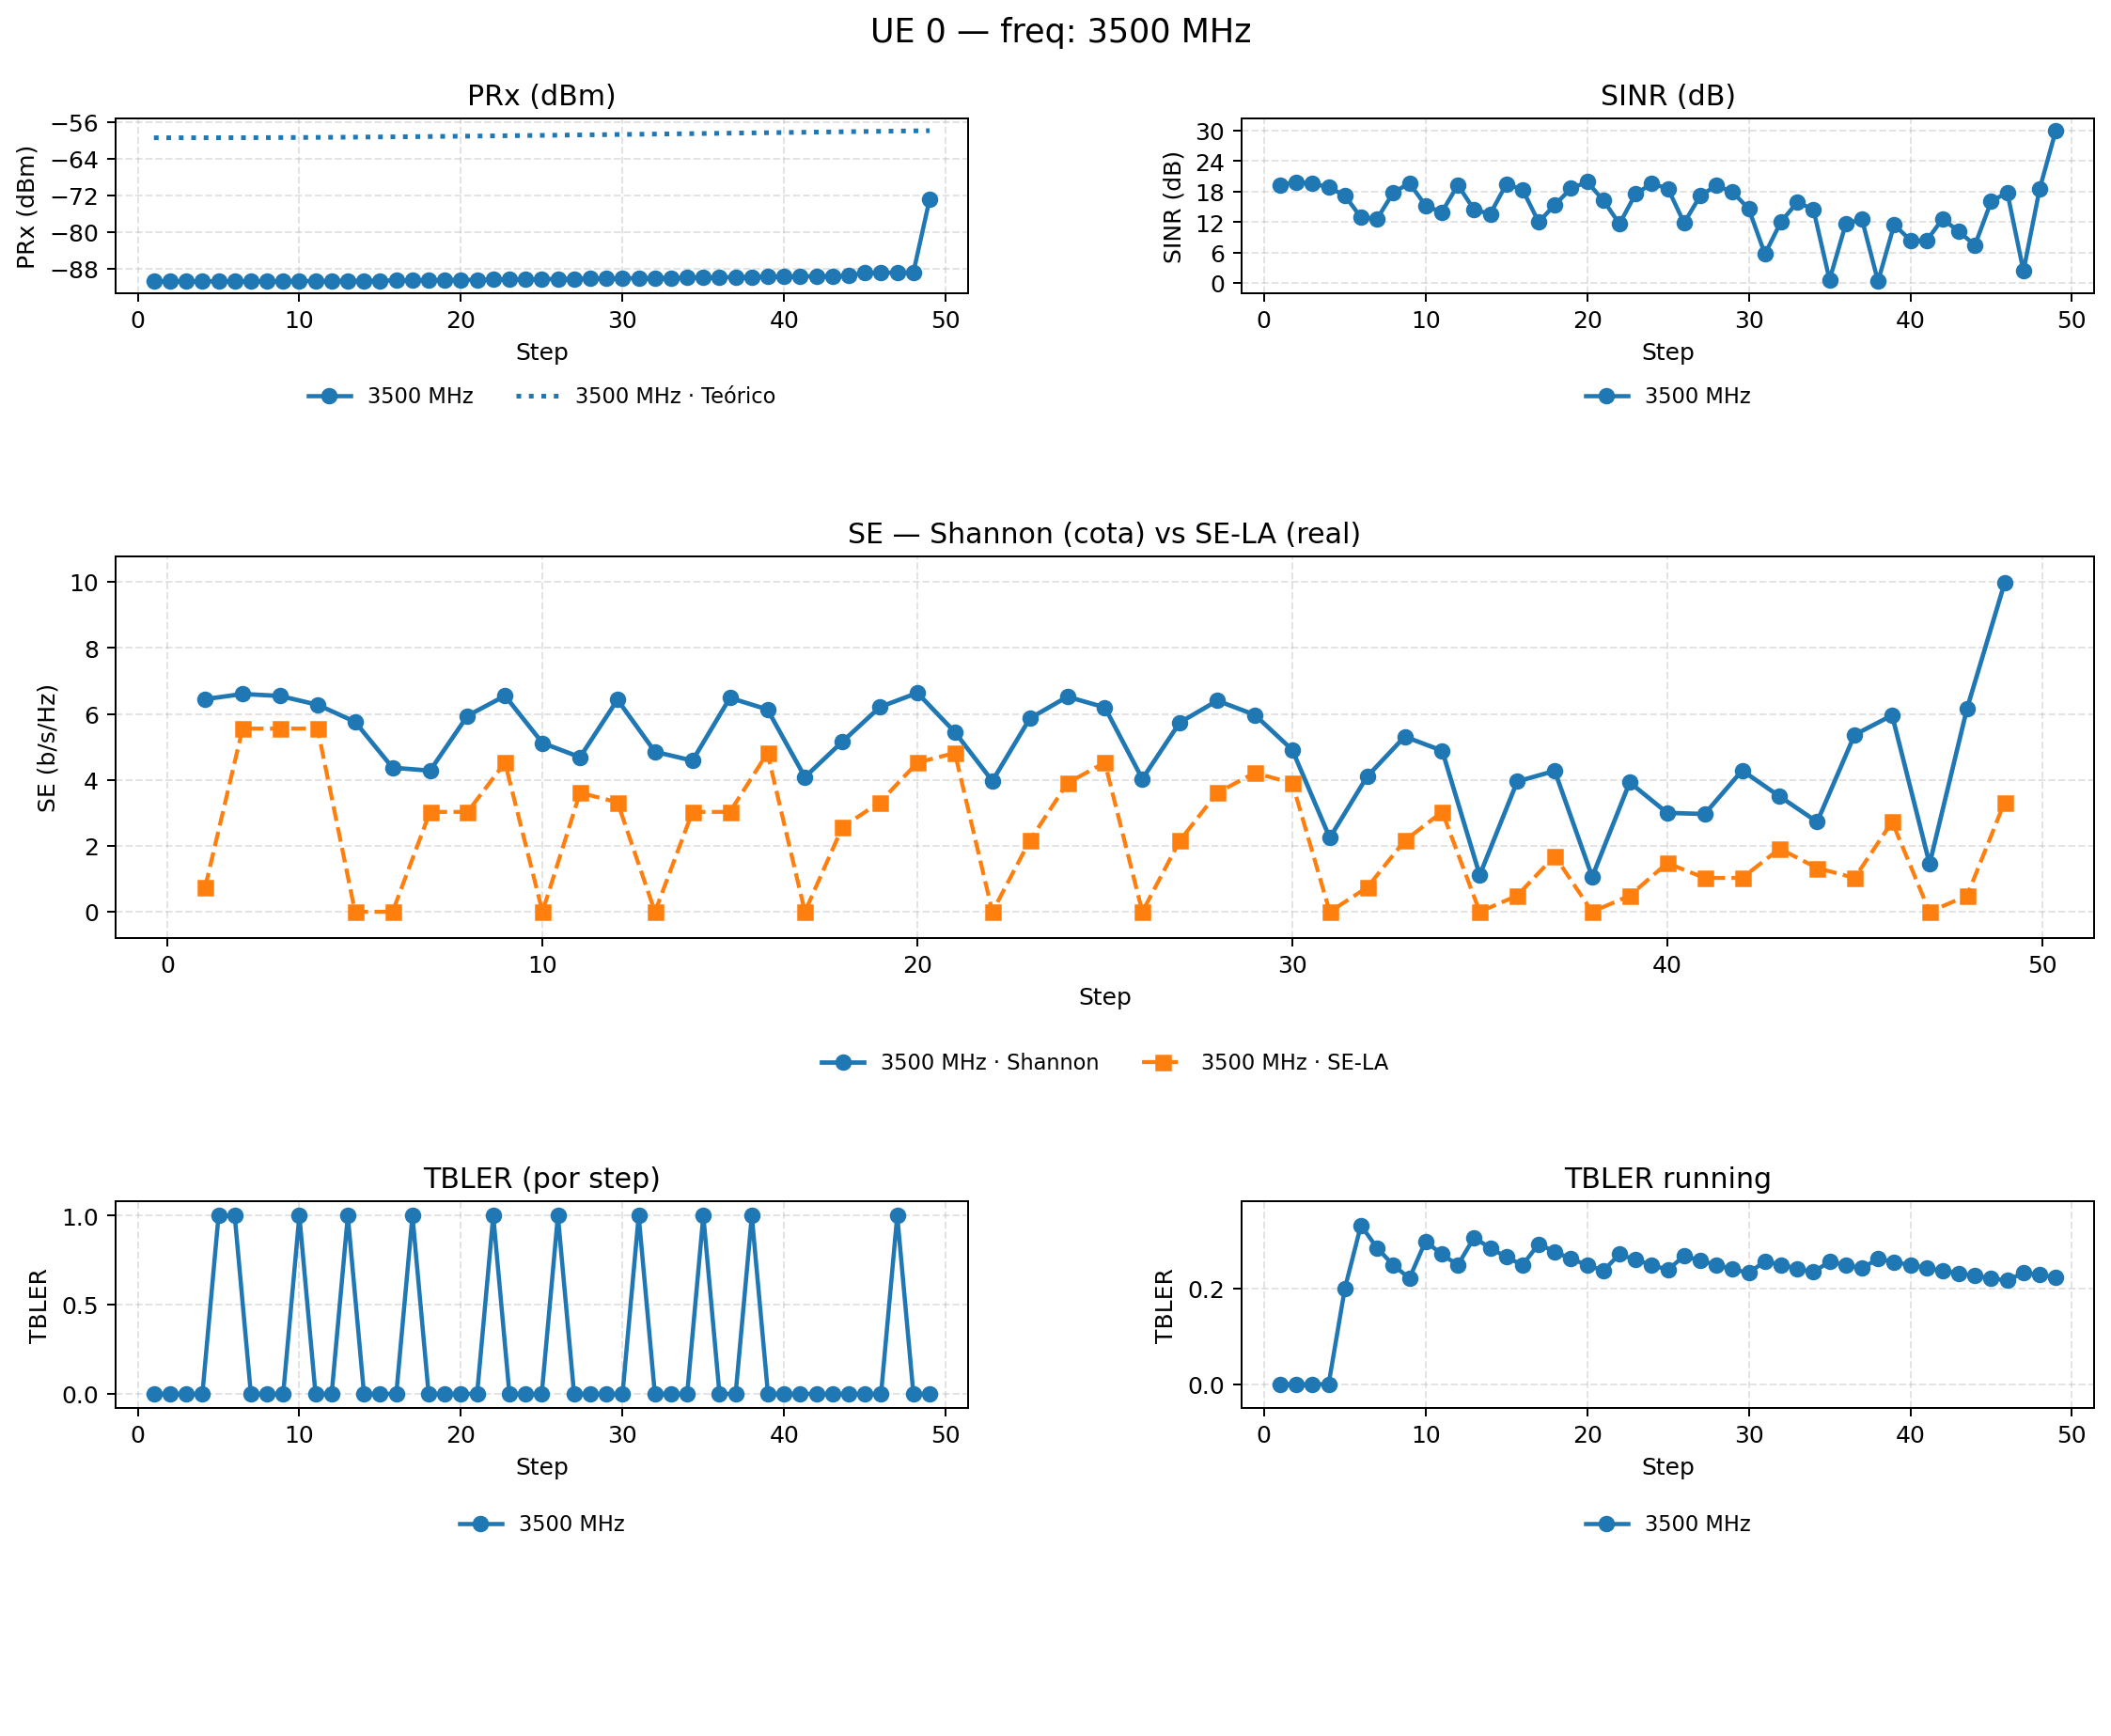 UE 0 — freq: 3500 MHz
PRx (dBm)
PRx (dBm)
−56
−64
−72
−80
−88
0 10 20 30 40 50
Step
3500 MHz 3500 MHz · Teórico
SINR (dB)
SINR (dB)
30
24
18
12
6
0
0 10 20 30 40 50
Step
3500 MHz
SE — Shannon (cota) vs SE-LA (real)
SE (b/s/Hz)
10
8
6
4
2
0
0 10 20 30 40 50
Step
3500 MHz · Shannon 3500 MHz · SE-LA
TBLER (por step)
TBLER
1.0
0.5
0.0
0 10 20 30 40 50
Step
3500 MHz
TBLER running
TBLER
0.2
0.0
0 10 20 30 40 50
Step
3500 MHz